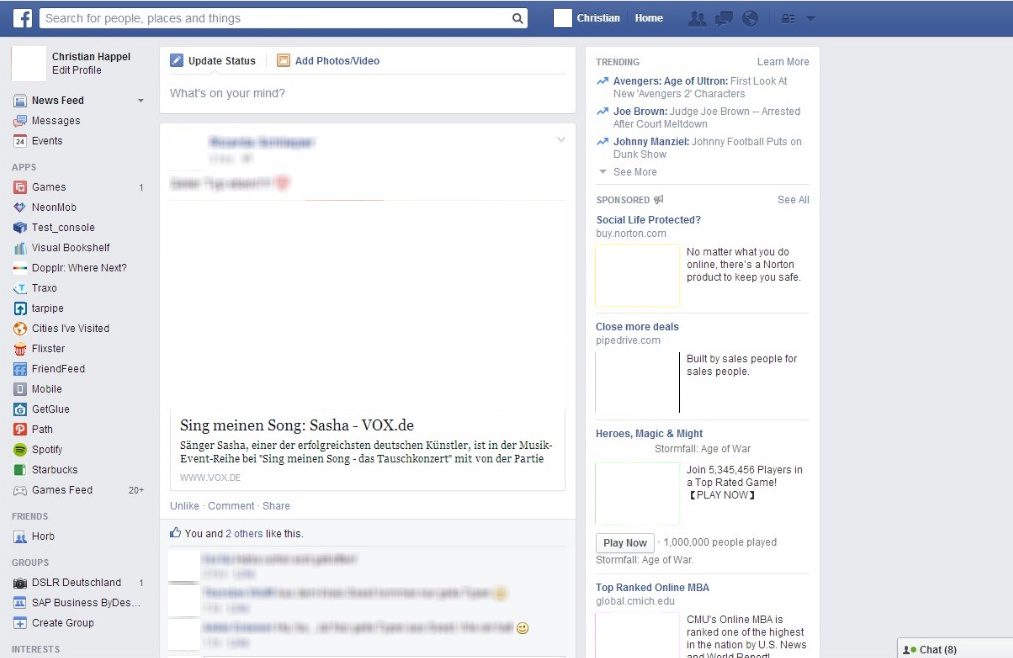 Search for people, places and things
Christian
Home
Christian Happel
Edit Profile
News Feed
Messages
24 Events
APPS
Games 1
NeonMob
Test_console
Visual Bookshelf
Dopplr: Where Next?
Traxo
tarpipe
Cities I've Visited
Flixster
FriendFeed
Mobile
GetGlue
Path
Spotify
Starbucks
Games Feed 20+
FRIENDS
Horb
GROUPS
DSLR Deutschland 1
SAP Business ByDes...
Create Group
INTERESTS
Update Status
Add Photos/Video
What's on your mind?
Sing meinen Song: Sasha - VOX.de
Sänger Sasha, einer der erfolgreichsten deutschen Künstler, ist in der Musik-
Event-Reihe bei "Sing meinen Song - das Tauschkonzert" mit von der Partie
WWW.VOX.DE
Unlike · Comment · Share
You and 2 others like this.
TRENDING Learn More
Avengers: Age of Ultron: First Look At
New 'Avengers 2' Characters
Joe Brown: Judge Joe Brown -- Arrested
After Court Meltdown
Johnny Manziel: Johnny Football Puts on
Dunk Show
See More
SPONSORED See All
Social Life Protected?
buy.norton.com
No matter what you do
online, there's a Norton
product to keep you safe.
Close more deals
pipedrive.com
Built by sales people for
sales people.
Heroes, Magic & Might
Stormfall: Age of War
Join 5,345,456 Players in
a Top Rated Game!
【PLAY NOW】
Play Now · 1,000,000 people played
Stormfall: Age of War.
Top Ranked Online MBA
global.cmich.edu
CMU's Online MBA is
ranked one of the highest
in the nation by U.S. News
and World Report!
Chat (8)